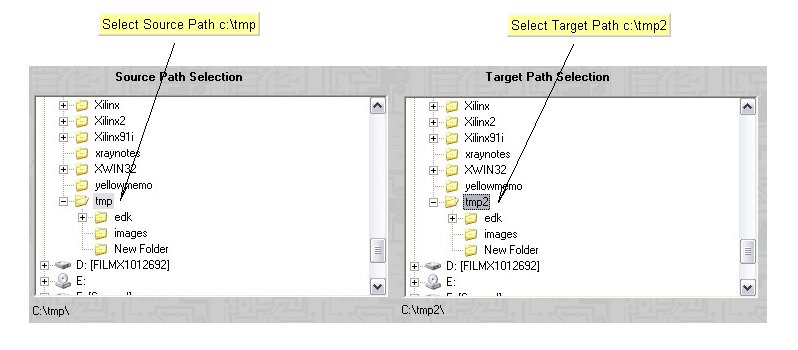 Select Source Path c:\tmp
Select Target Path c:\tmp2
Source Path Selection
Xilinx
Xilinx2
Xilinx91i
xraynotes
XWIN32
yellowmemo
tmp
edk
images
New Folder
D: [FILMX1012692]
E:
C:\tmp\
Target Path Selection
Xilinx
Xilinx2
Xilinx91i
xraynotes
XWIN32
yellowmemo
tmp2
edk
images
New Folder
D: [FILMX1012692]
E:
C:\tmp2\